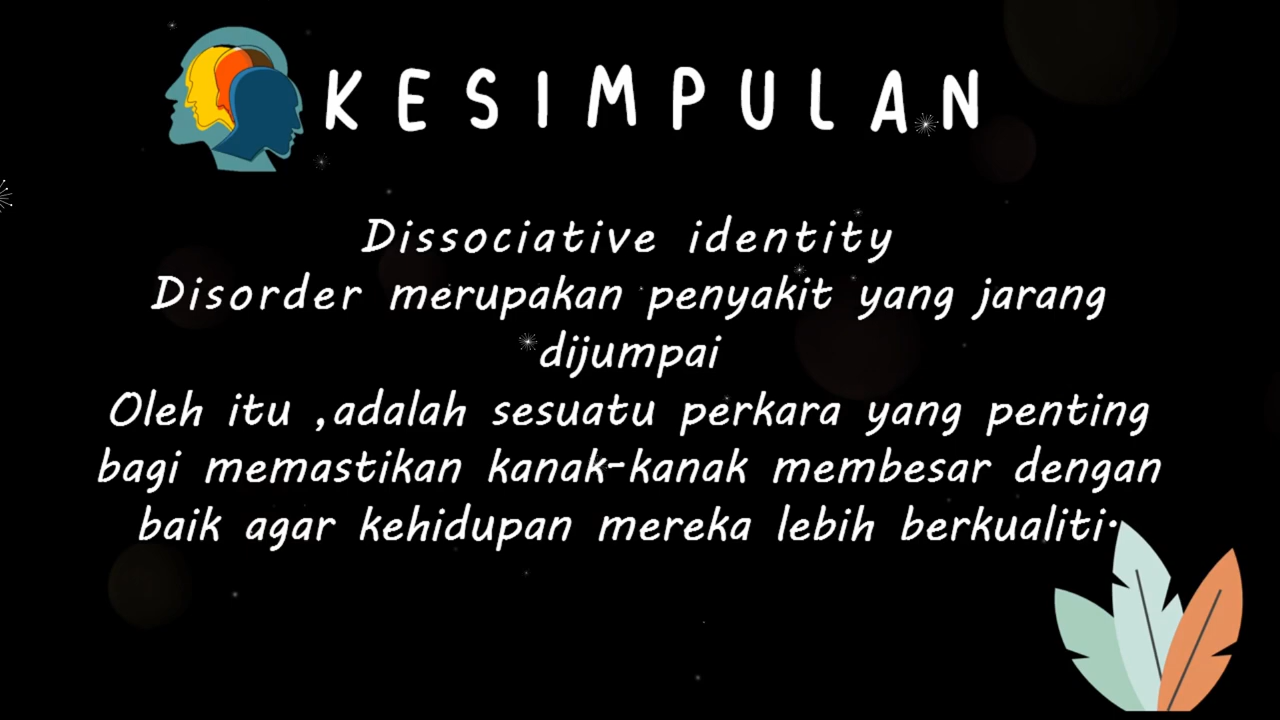 KESIMPULAN
Dissociative identity
Disorder merupakan penyakit yang jarang
dijumpai
Oleh itu ,adalah sesuatu perkara yang penting
bagi memastikan kanak-kanak membesar dengan
baik agar kehidupan mereka lebih berkualiti.